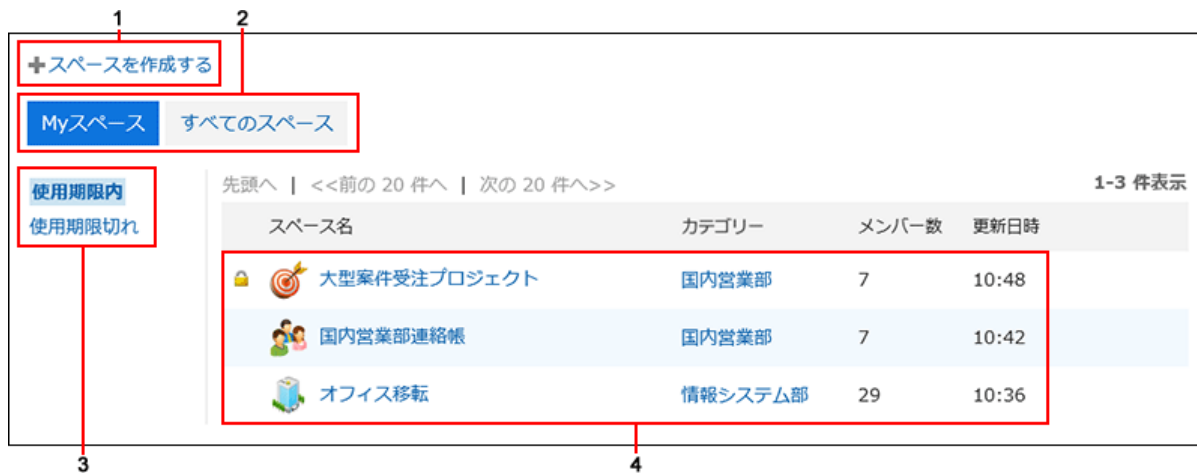 1 2
スペースを作成する
Myスペース すべてのスペース
使用期限内
使用期限切れ
先頭へ | <<前の 20 件へ | 次の 20 件へ>> 1-3 件表示
スペース名 カテゴリー メンバー数 更新日時
大型案件受注プロジェクト 国内営業部 7 10:48
国内営業部連絡帳 国内営業部 7 10:42
オフィス移転 情報システム部 29 10:36
3 4